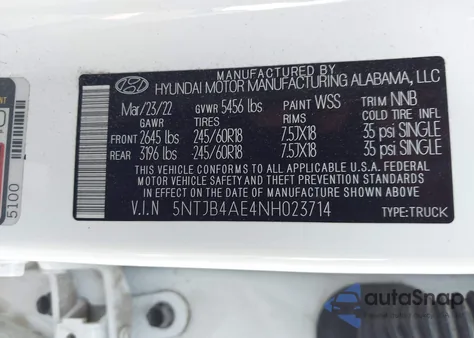 MANUFACTURED BY
HYUNDAI MOTOR MANUFACTURING ALABAMA, LLC
Mar/23/22 GVWR 5456 lbs PAINT WSS TRIM NNB
GAWR TIRES RIMS COLD TIRE INFL
FRONT 2645 lbs 245/60R18 7.5JX18 35 psi SINGLE
REAR 3196 lbs -245/60R18 7.5JX18 35 psi SINGLE
THIS VEHICLE CONFORMS TO ALL APPLICABLE U.S.A FEDERAL
MOTOR VEHICLE SAFETY STANDARDS IN EFFECT
ON THE DATE OF MANUFACTURE SHOWN ABOVE.
V.I.N 5NTJB4AE4NH023714 TYPE:TRUCK
5100
autoSnap